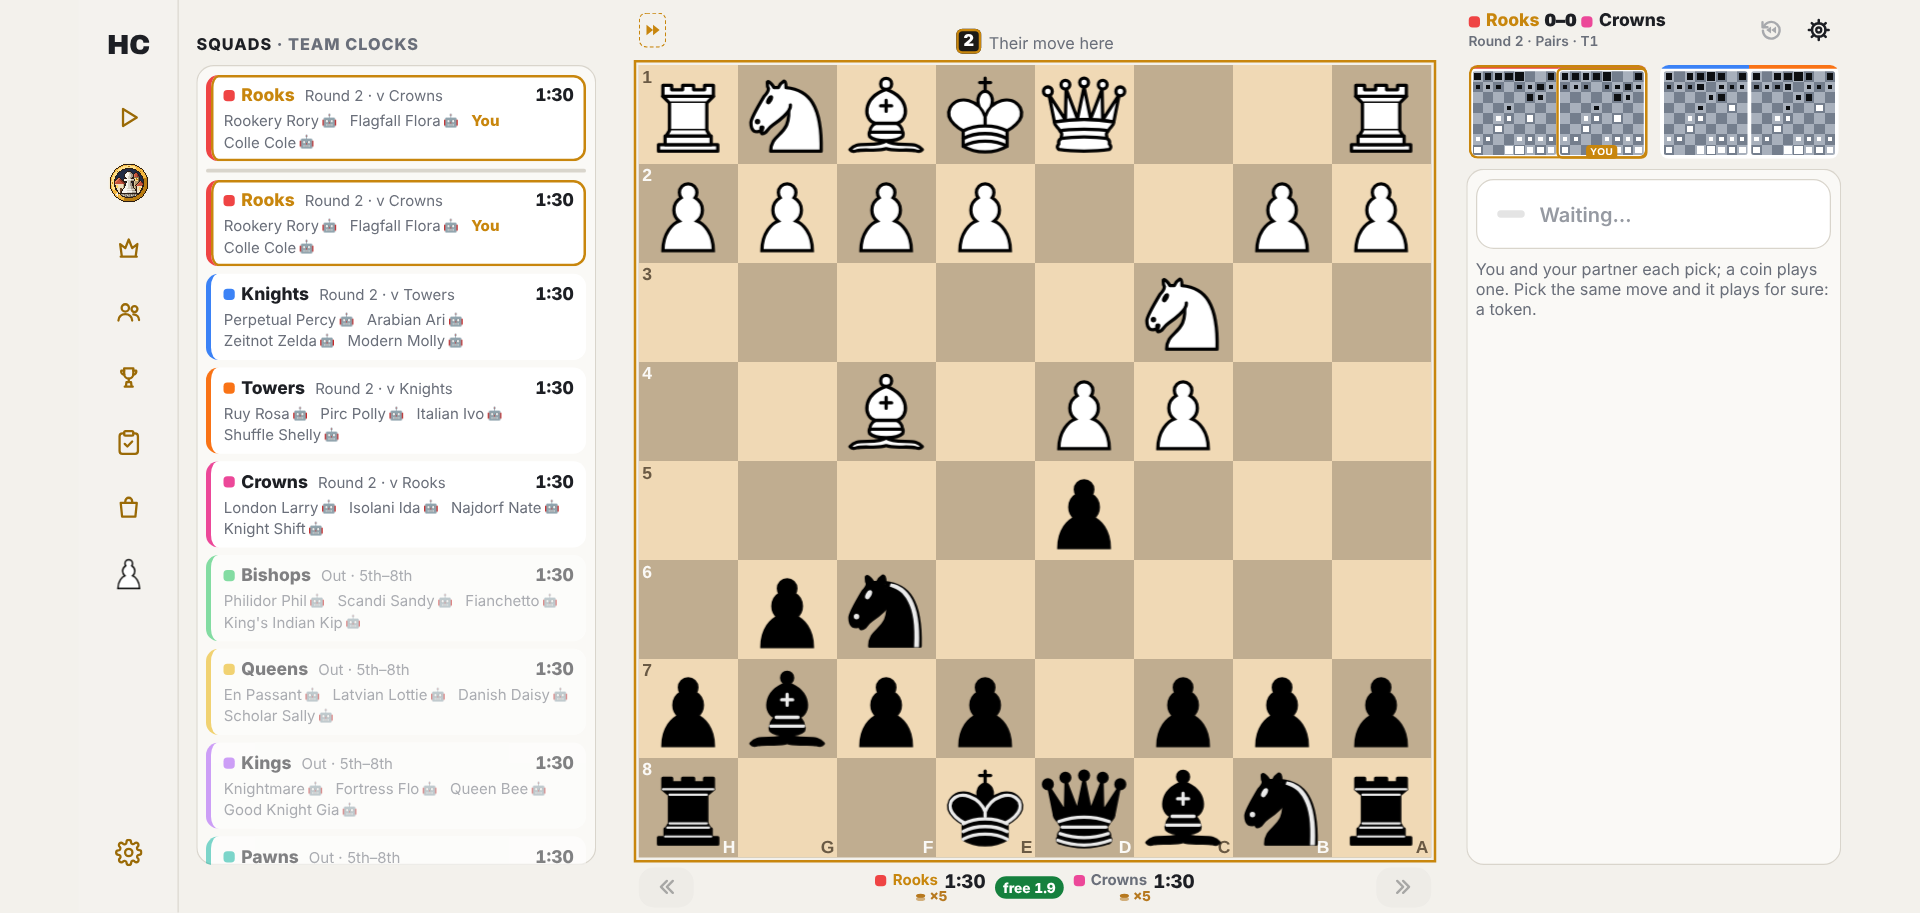 HC
SQUADS · TEAM CLOCKS
Rooks Round 2 · v Crowns 1:30
Rookery Rory Flagfall Flora You
Colle Cole
Rooks Round 2 · v Crowns 1:30
Rookery Rory Flagfall Flora You
Colle Cole
Knights Round 2 · v Towers 1:30
Perpetual Percy Arabian Ari
Zeitnot Zelda Modern Molly
Towers Round 2 · v Knights 1:30
Ruy Rosa Pirc Polly Italian Ivo
Shuffle Shelly
Crowns Round 2 · v Rooks 1:30
London Larry Isolani Ida Najdorf Nate
Knight Shift
Bishops Out · 5th–8th 1:30
Philidor Phil Scandi Sandy Fianchetto
King's Indian Kip
Queens Out · 5th–8th 1:30
En Passant Latvian Lottie Danish Daisy
Scholar Sally
Kings Out · 5th–8th 1:30
Knightmare Fortress Flo Queen Bee
Good Knight Gia
Pawns Out · 5th–8th 1:30
2 Their move here
1
2
3
4
5
6
7
8
H G F E D C B A
Rooks 1:30 free 1.9 Crowns 1:30
×5 ×5
Rooks 0–0 Crowns
Round 2 · Pairs · T1
YOU
Waiting...
You and your partner each pick; a coin plays
one. Pick the same move and it plays for sure:
a token.